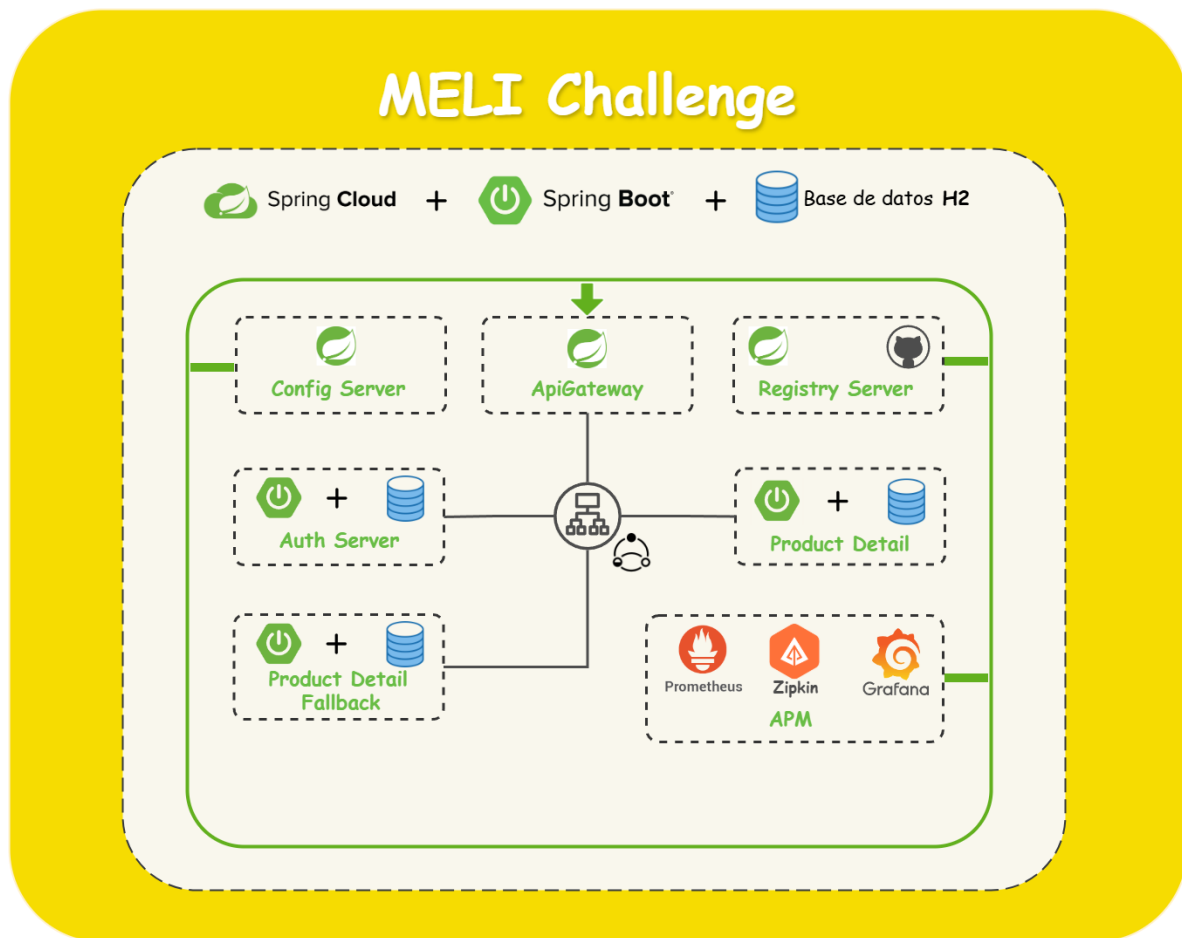 MELI Challenge
Spring Cloud + Spring Boot + Base de datos H2
Config Server
ApiGateway
Registry Server
+
+
Auth Server
Product Detail
+
Product Detail
Fallback
Prometheus
Zipkin
Grafana
APM